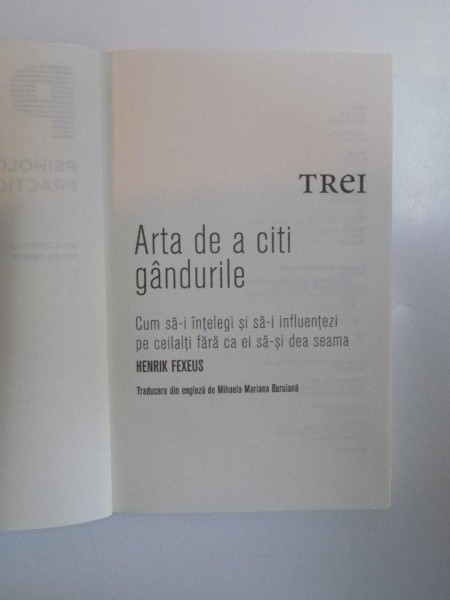 TREI
Arta de a citi
gândurile
Cum să-i înțelegi și să-i influențezi
pe ceilalți fără ca ei să-și dea seama
HENRIK FEXEUS
Traducere din engleză de Mihaela Mariana Buruiană